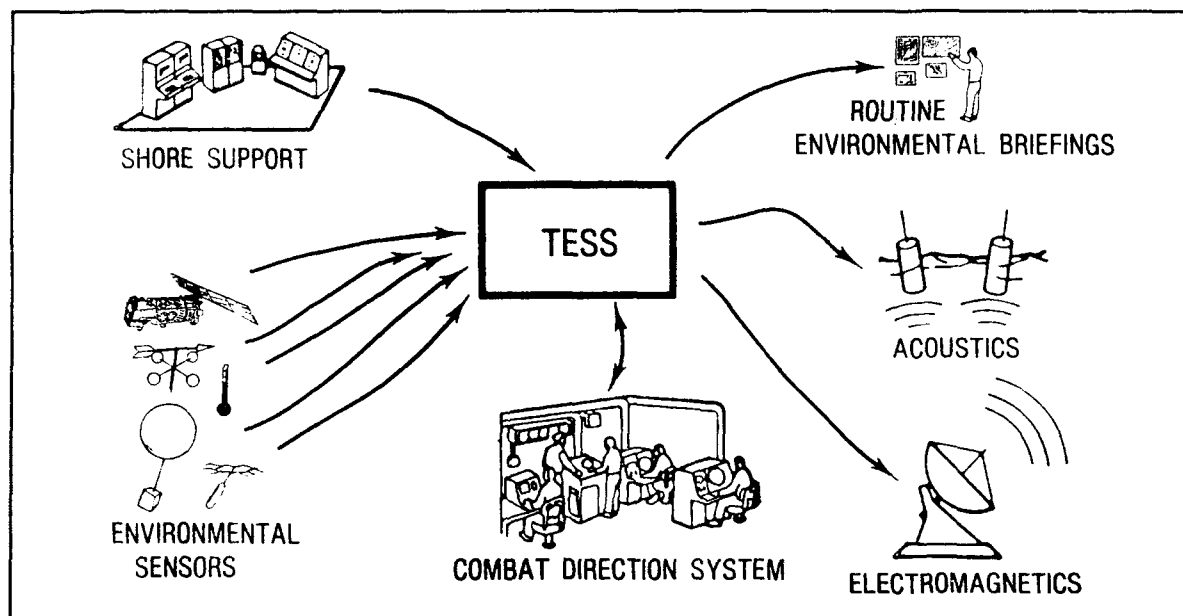 SHORE SUPPORT
ROUTINE
ENVIRONMENTAL BRIEFINGS
TESS
ACOUSTICS
ENVIRONMENTAL
SENSORS
COMBAT DIRECTION SYSTEM
ELECTROMAGNETICS